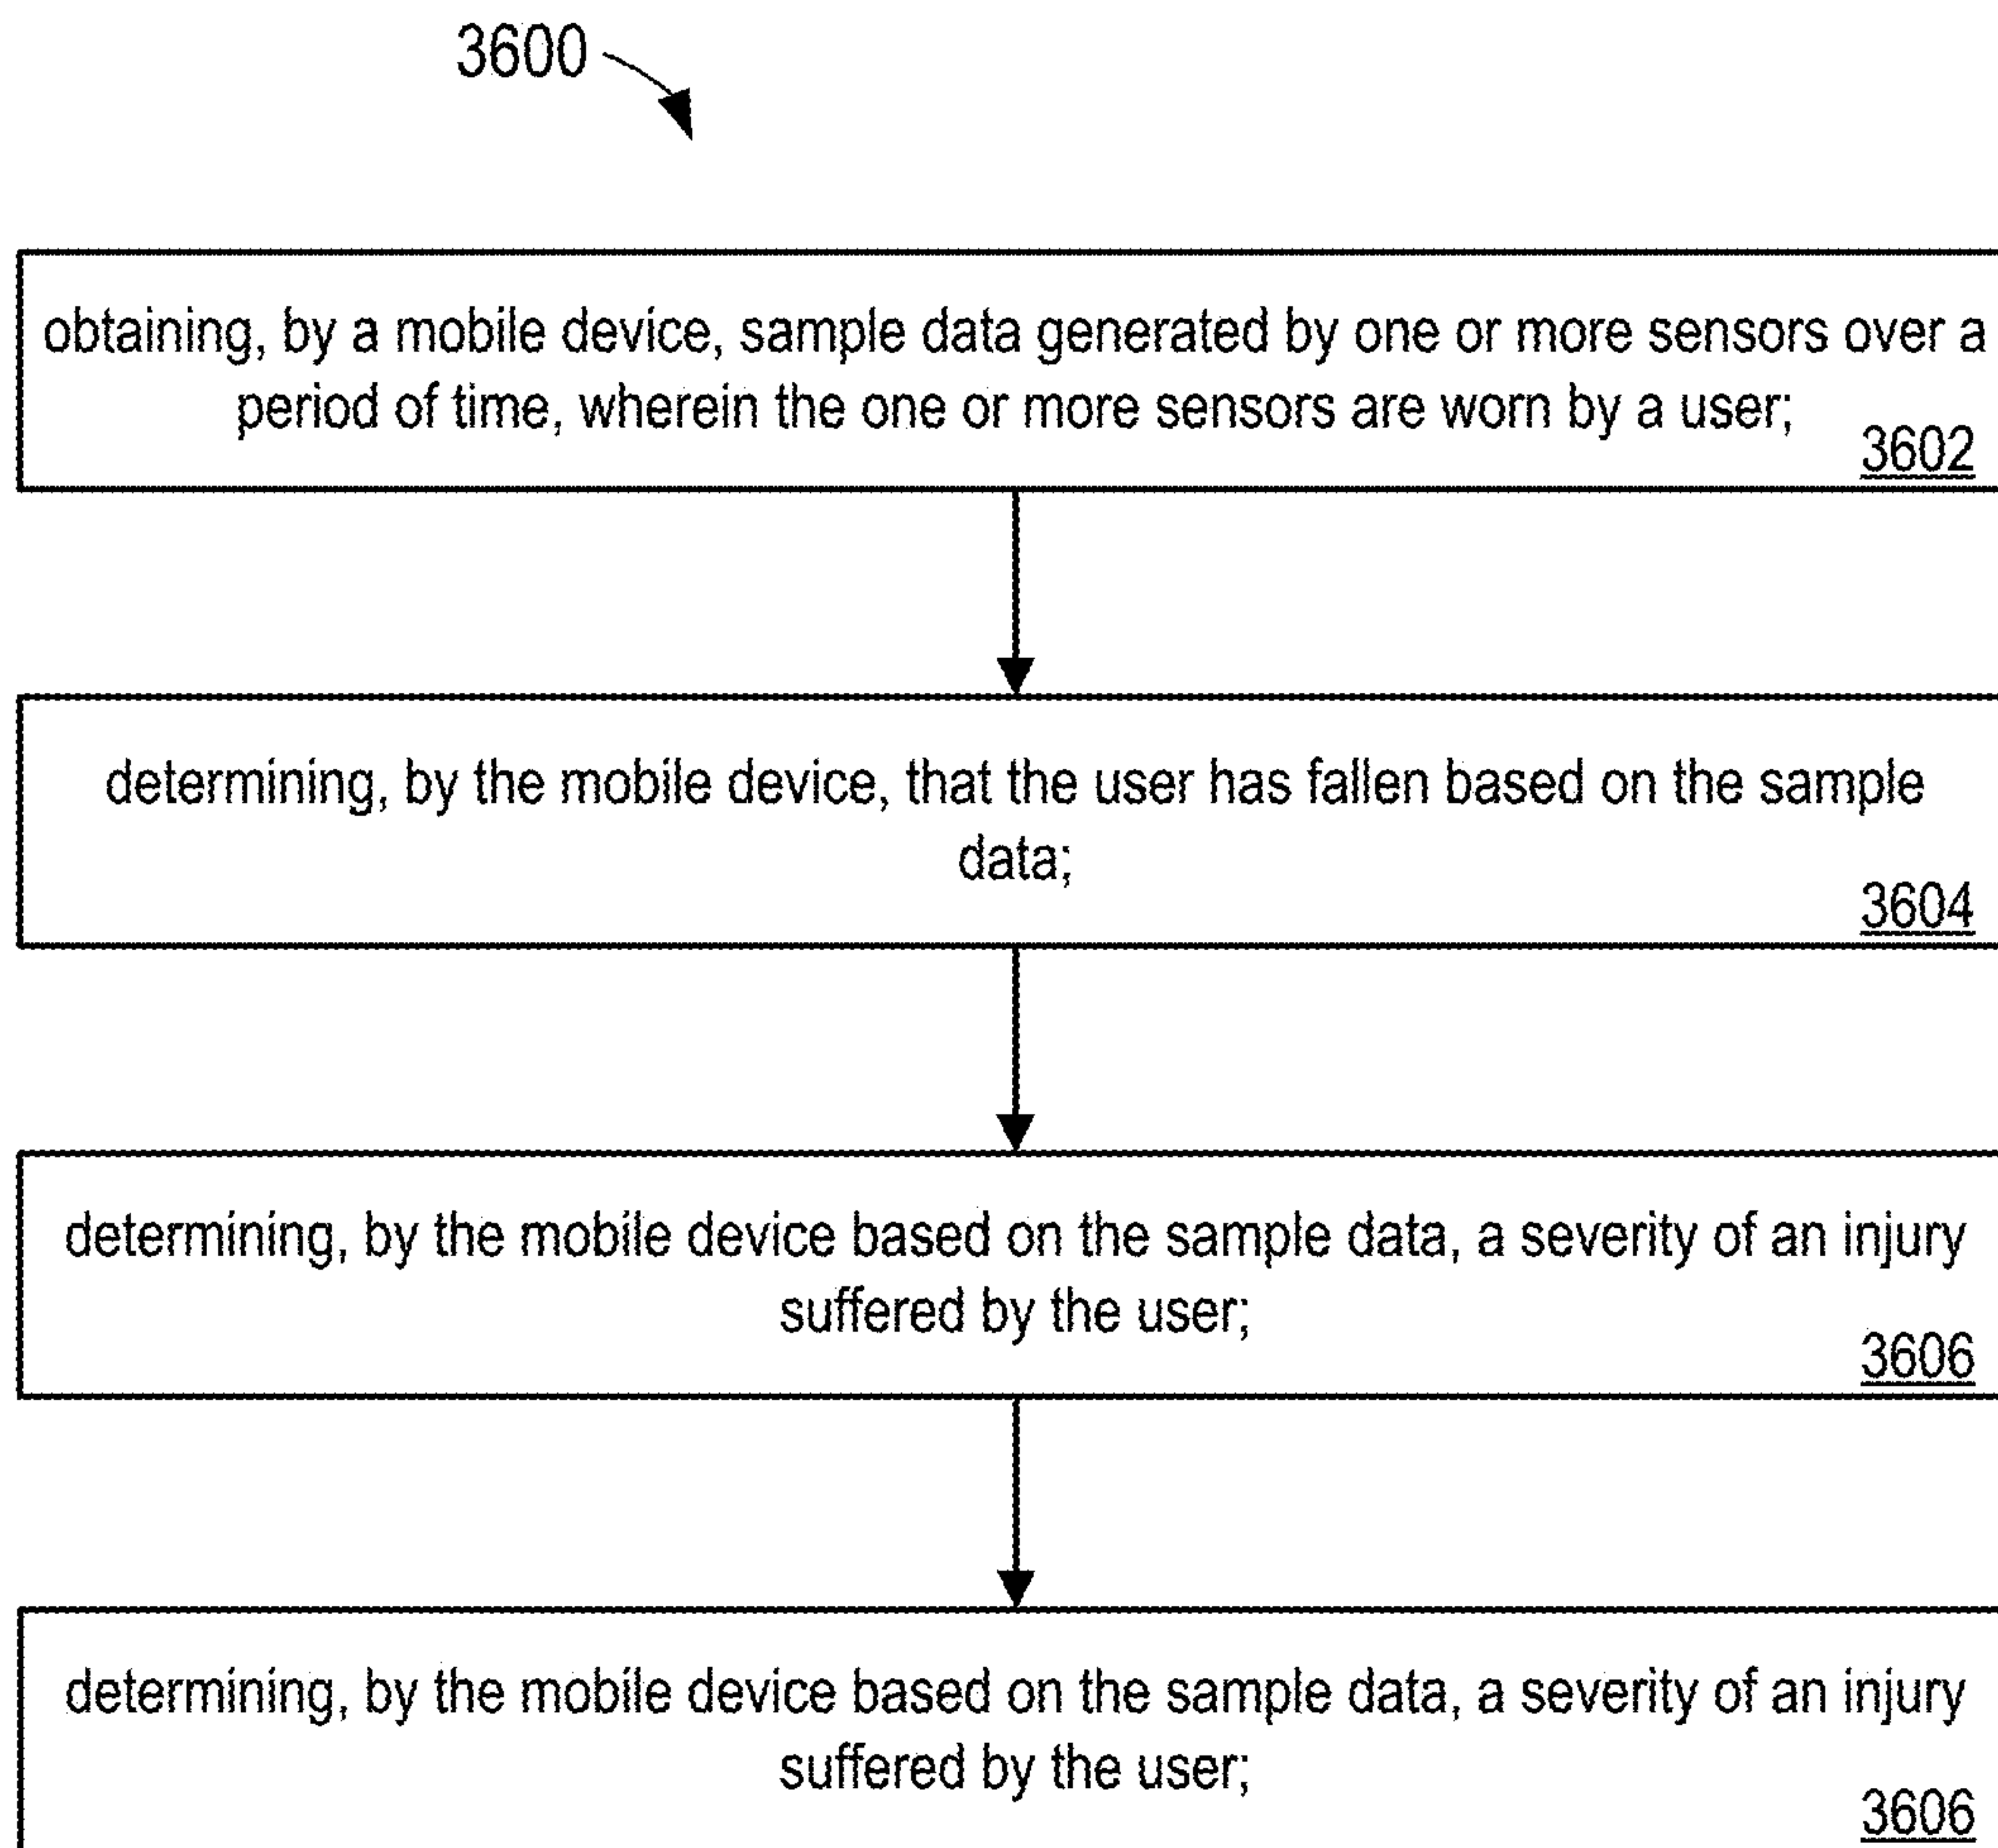 3600
obtaining, by a mobile device, sample data generated by one or more sensors over a
period of time, wherein the one or more sensors are worn by a user;
3602
determining, by the mobile device, that the user has fallen based on the sample
data;
3604
determining, by the mobile device based on the sample data, a severity of an injury
suffered by the user;
3606
determining, by the mobile device based on the sample data, a severity of an injury
suffered by the user;
3606